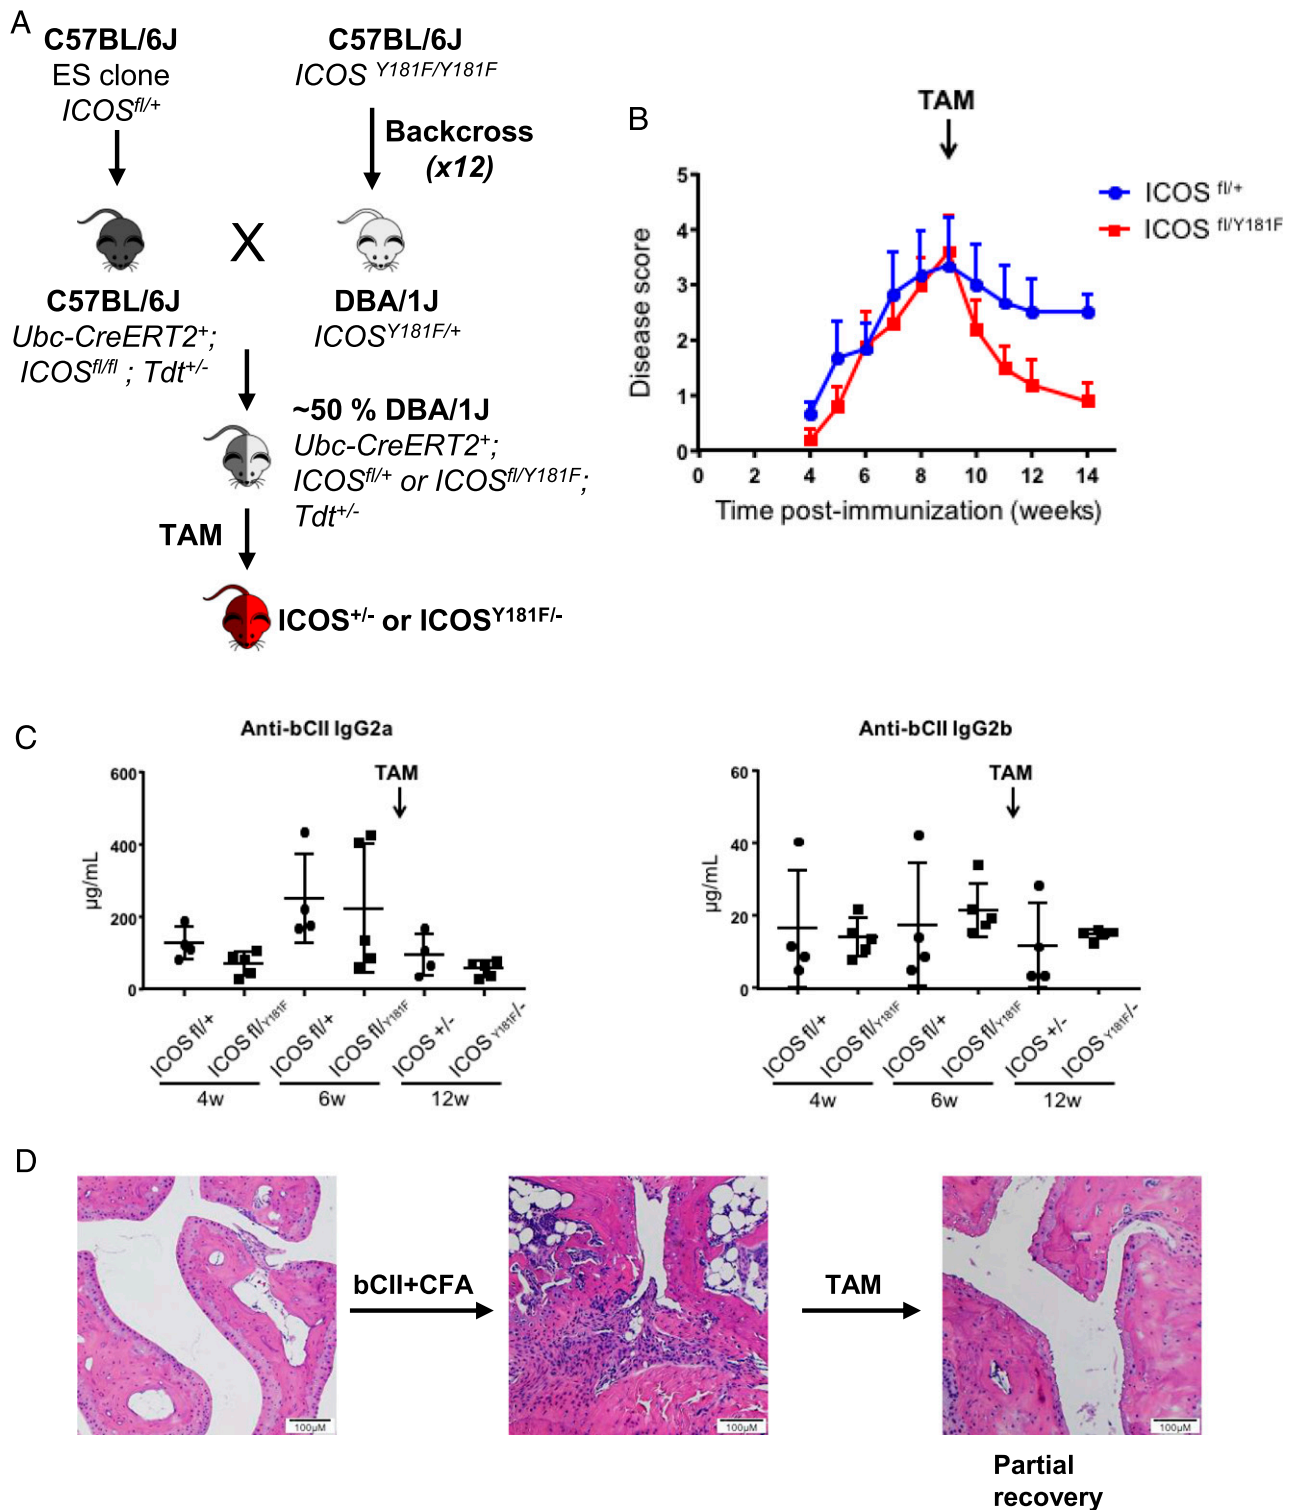 A
C57BL/6J
ES clone
ICOSfl/+
C57BL/6J
ICOS Y181F/Y181F
Backcross
(x12)
X
C57BL/6J
Ubc-CreERT2+;
ICOSfl/fl ; Tdt+/-
DBA/1J
ICOSY181F/+
~50 % DBA/1J
Ubc-CreERT2+;
ICOSfl/+ or ICOSfl/Y181F;
Tdt+/-
TAM
ICOS+/- or ICOSY181F/-
B
TAM
ICOS fl/+
ICOS fl/Y181F
Disease score
5
4
3
2
1
0
0 2 4 6 8 10 12 14
Time post-immunization (weeks)
C
Anti-bCII IgG2a
TAM
µg/mL
600
400
200
0
ICOS fl/+
ICOS fl/Y181F
ICOS fl/+
ICOS fl/Y181F
ICOS +/-
ICOS Y181F/-
4w 6w 12w
Anti-bCII IgG2b
TAM
µg/mL
60
40
20
0
ICOS fl/+
ICOS fl/Y181F
ICOS fl/+
ICOS fl/Y181F
ICOS +/-
ICOS Y181F/-
4w 6w 12w
D
100µM
bCII+CFA
100µM
TAM
100µM
Partial
recovery